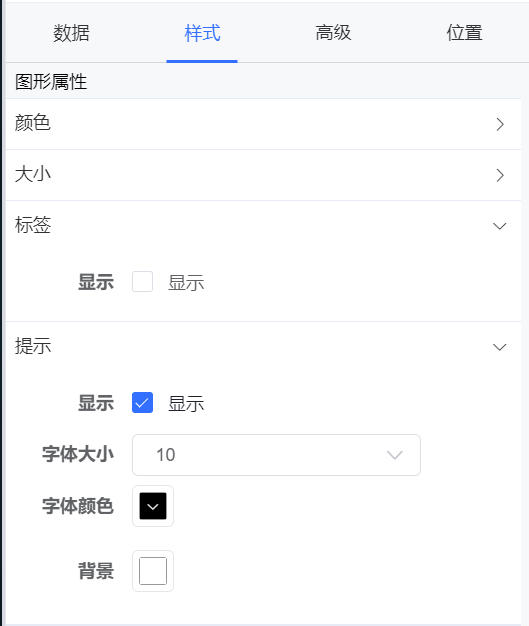 数据 样式 高级 位置
图形属性
颜色
大小
标签
显示 显示
提示
显示 显示
字体大小 10
字体颜色
背景